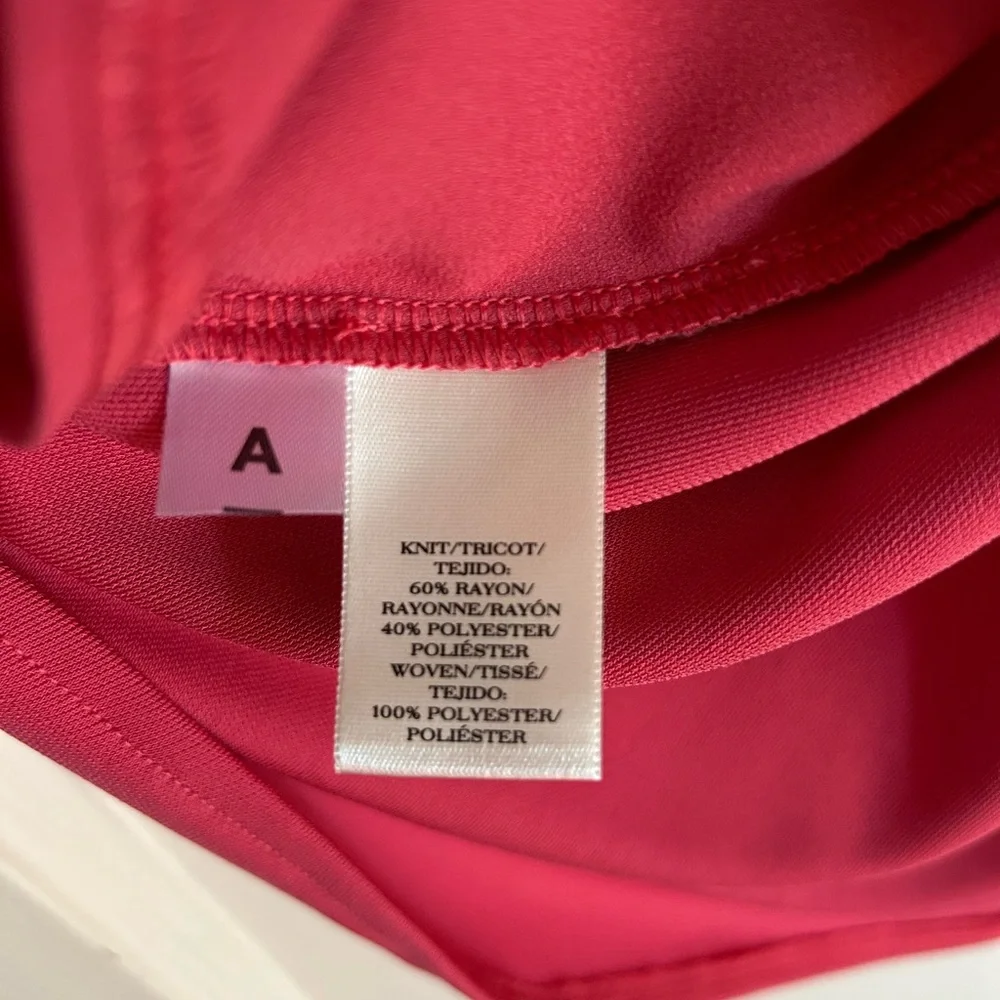 A
KNIT/TRICOT/
TEJIDO:
60% RAYON/
RAYONNE/RAYÓN
40% POLYESTER/
POLIÉSTER
WOVEN/TISSÉ/
TEJIDO:
100% POLYESTER/
POLIÉSTER